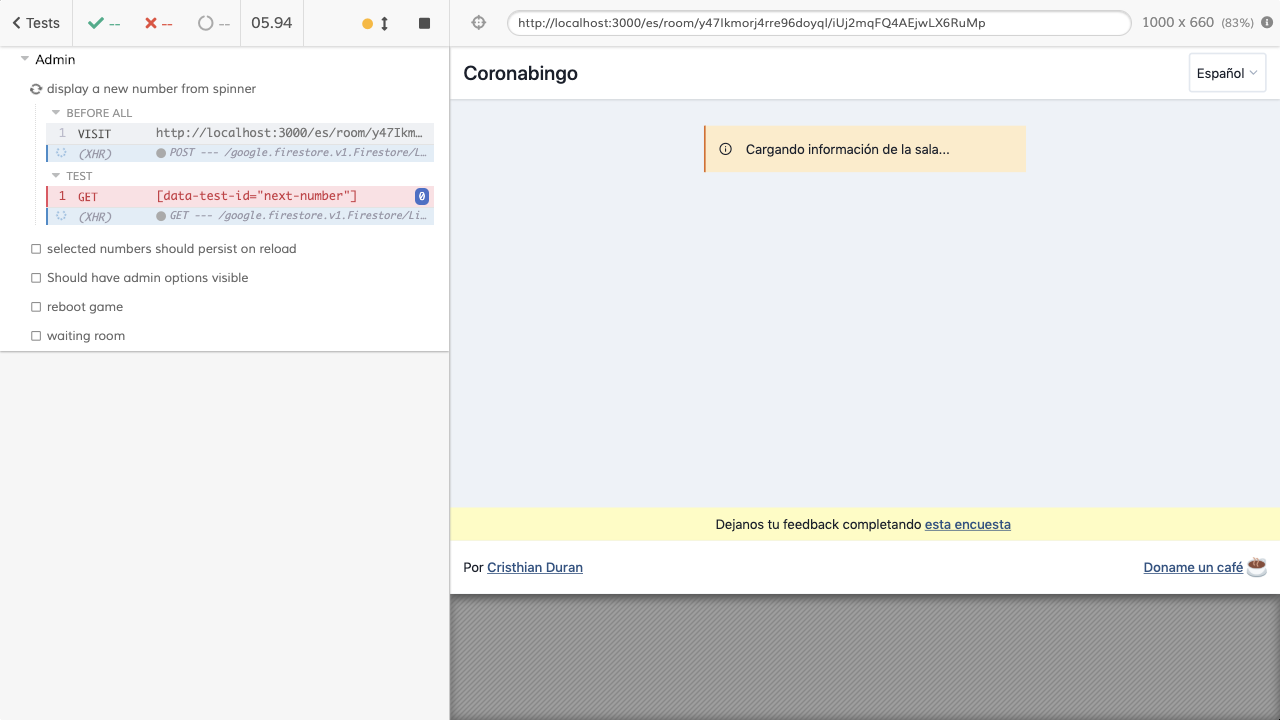 Tests
--
--
--
05.94
http://localhost:3000/es/room/y47Ikmorj4rre96doyql/iUj2mqFQ4AEjwLX6RuMp
1000 x 660 (83%)
Admin
display a new number from spinner
BEFORE ALL
1 VISIT http://localhost:3000/es/room/y47Ikm…
(XHR) POST --- /google.firestore.v1.Firestore/L…
TEST
1 GET [data-test-id="next-number"] 0
(XHR) GET --- /google.firestore.v1.Firestore/Li…
selected numbers should persist on reload
Should have admin options visible
reboot game
waiting room
Coronabingo
Español
Cargando información de la sala...
Dejanos tu feedback completando esta encuesta
Por Cristhian Duran
Doname un café